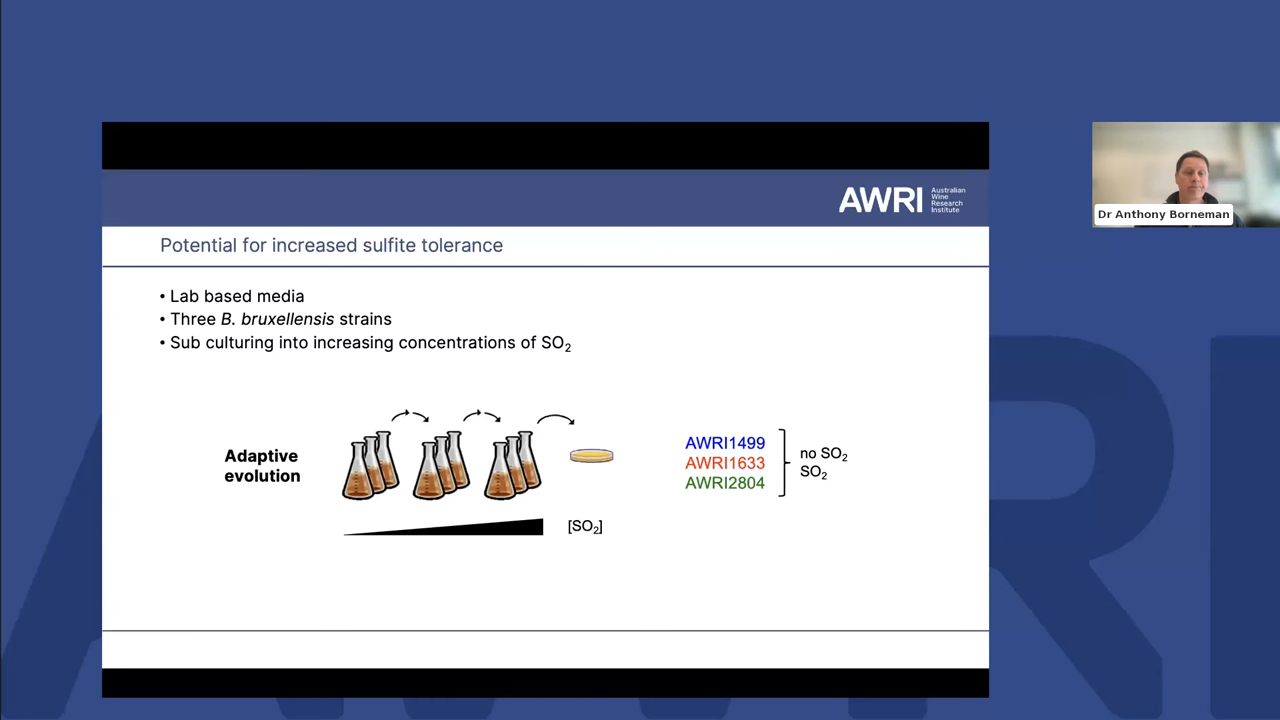 AWRI
Australian
Wine
Research
Institute
Dr Anthony Borneman
Potential for increased sulfite tolerance
• Lab based media
• Three B. bruxellensis strains
• Sub culturing into increasing concentrations of SO₂
Adaptive
evolution
[SO₂]
AWRI1499
AWRI1633
AWRI2804
no SO₂
SO₂
AWRI